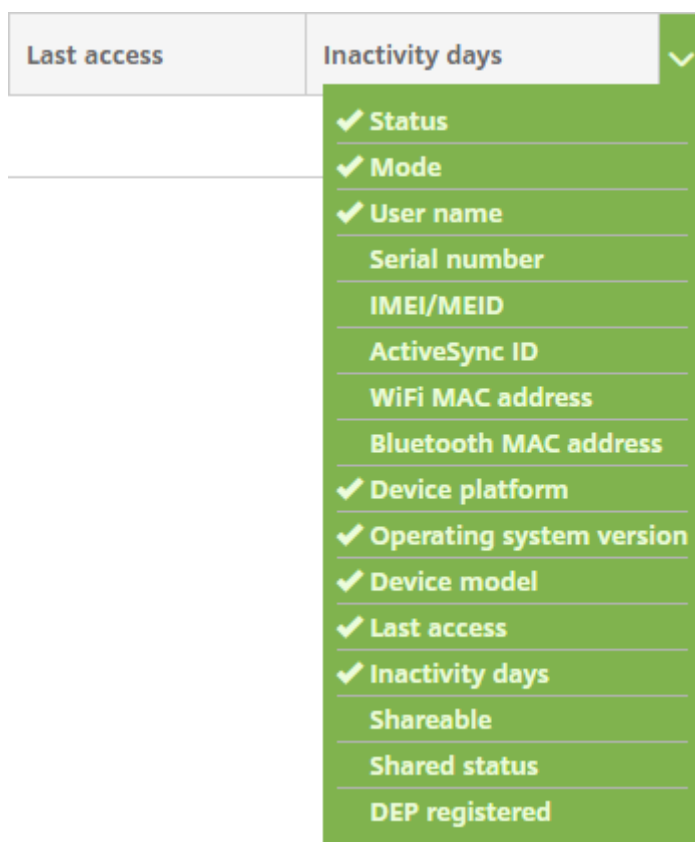 Last access Inactivity days
Status
Mode
User name
Serial number
IMEI/MEID
ActiveSync ID
WiFi MAC address
Bluetooth MAC address
Device platform
Operating system version
Device model
Last access
Inactivity days
Shareable
Shared status
DEP registered